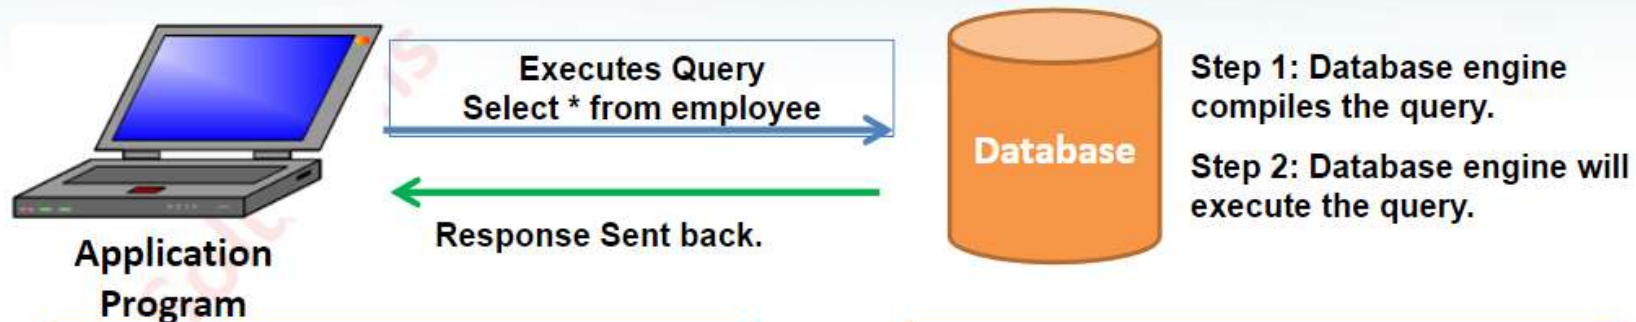 Executes Query
Select * from employee
Step 1: Database engine
compiles the query.
Database
Step 2: Database engine will
execute the query.
Response Sent back.
Application
Program